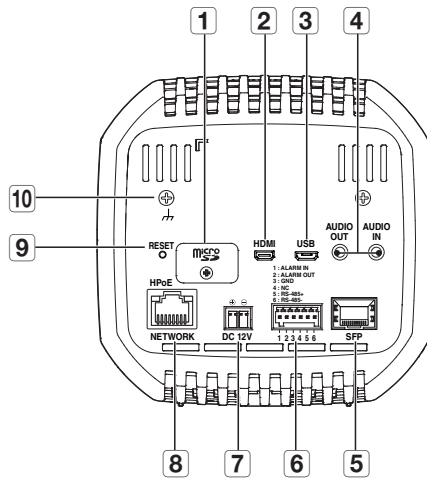 1
2
3
4
10
9
RESET
micro SD
HDMI
USB
AUDIO OUT
AUDIO IN
1 : ALARM IN
2 : ALARM OUT
3 : GND
4 : NC
5 : RS-485+
6 : RS-485-
HPoE
NETWORK
DC 12V
1 2 3 4 5 6
SFP
8
7
6
5